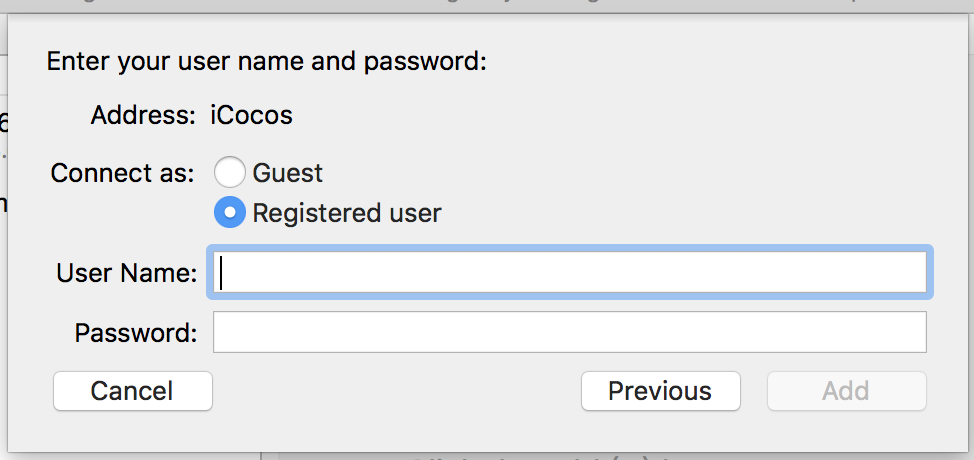 Enter your user name and password:
Address: iCocos
Connect as: Guest
Registered user
User Name:
Password:
Cancel Previous Add